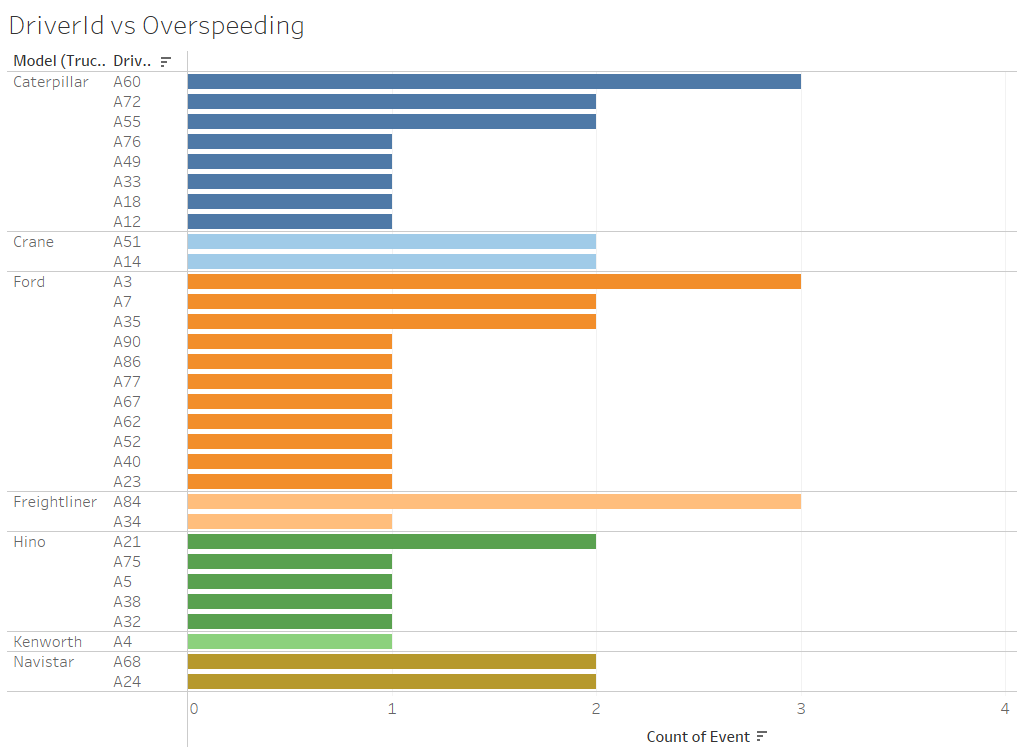 DriverId vs Overspeeding
Model (Truc.. Driv..
Caterpillar A60
A72
A55
A76
A49
A33
A18
A12
Crane A51
A14
Ford A3
A7
A35
A90
A86
A77
A67
A62
A52
A40
A23
Freightliner A84
A34
Hino A21
A75
A5
A38
A32
Kenworth A4
Navistar A68
A24
0 1 2 3 4
Count of Event